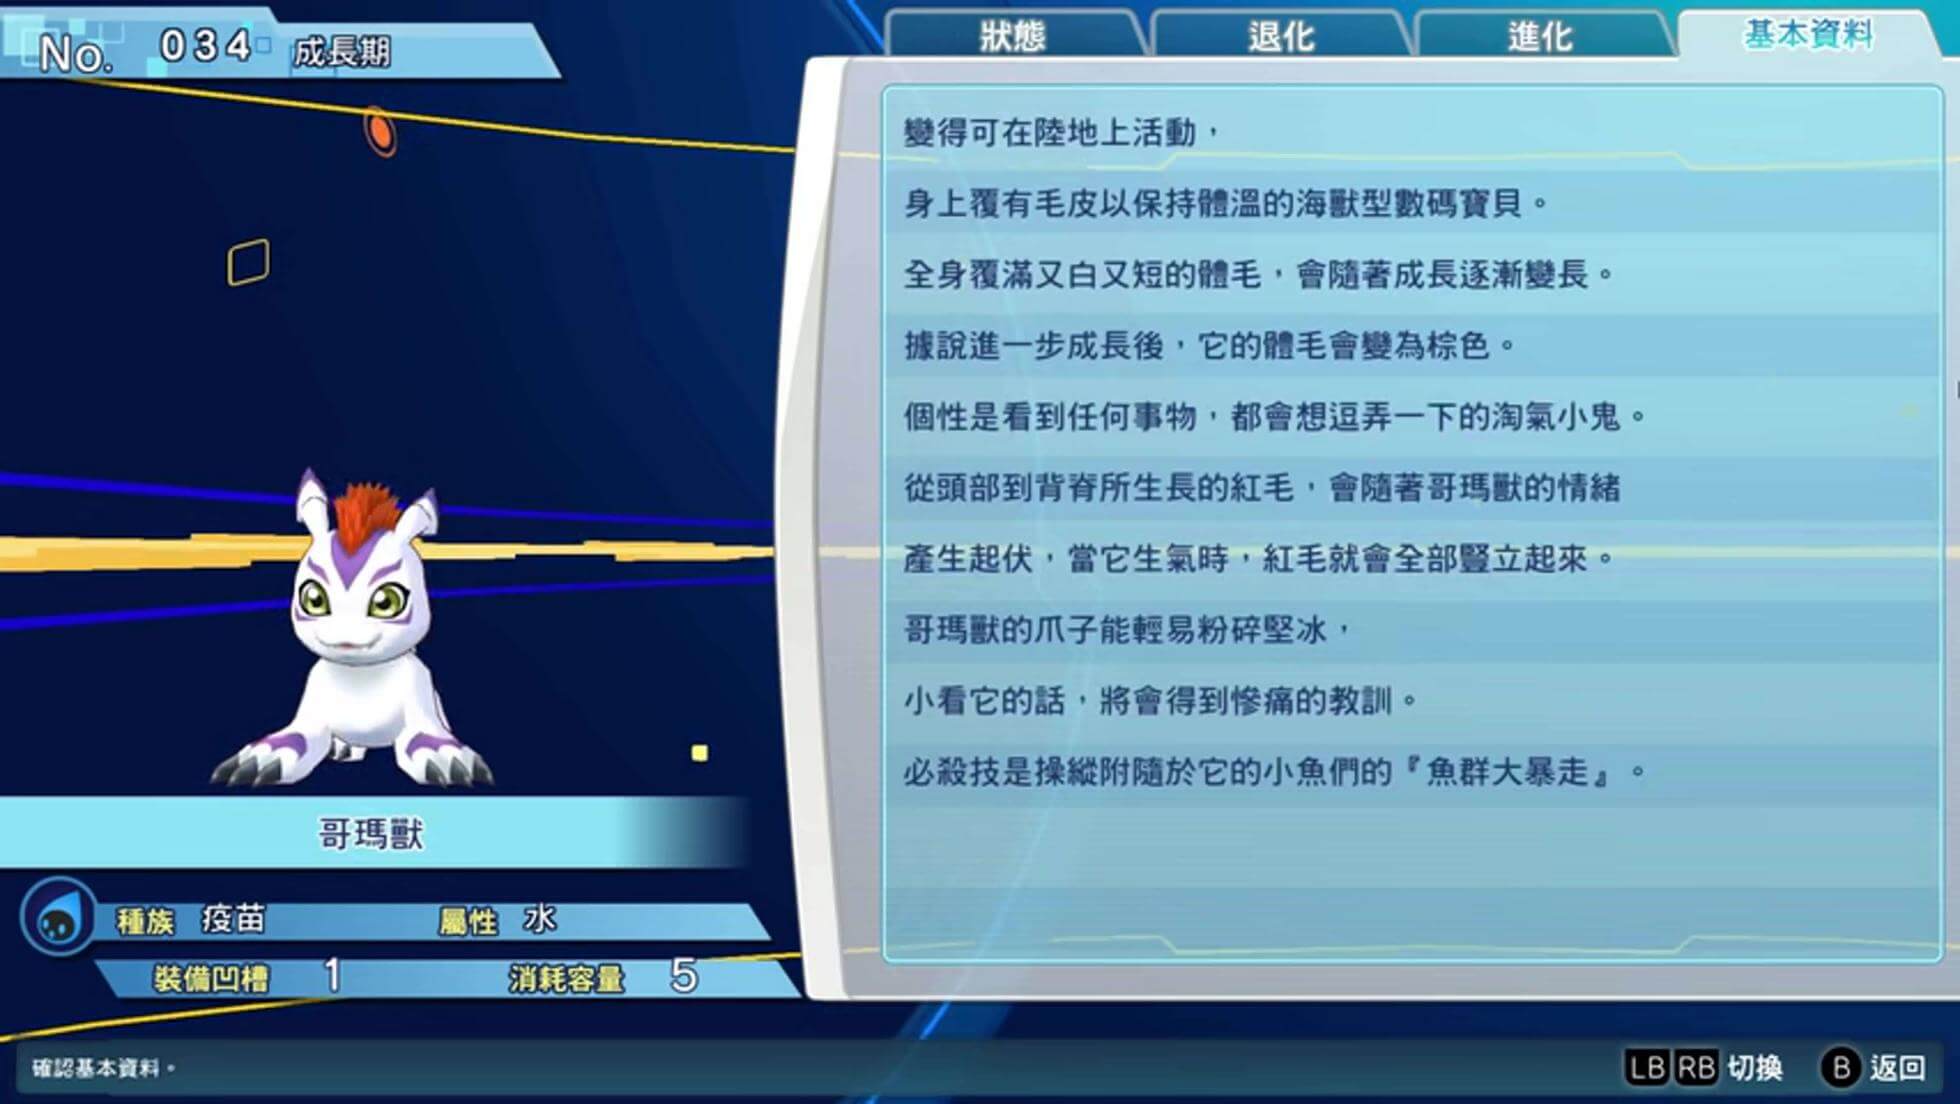 No. 034 成長期
狀態 退化 進化 基本資料
變得可在陸地上活動，
身上覆有毛皮以保持體溫的海獸型數碼寶貝。
全身覆滿又白又短的體毛，會隨著成長逐漸變長。
據說進一步成長後，它的體毛會變為棕色。
個性是看到任何事物，都會想逗弄一下的淘氣小鬼。
從頭部到背脊所生長的紅毛，會隨著哥瑪獸的情緒
產生起伏，當它生氣時，紅毛就會全部豎立起來。
哥瑪獸的爪子能輕易粉碎堅冰，
小看它的話，將會得到慘痛的教訓。
必殺技是操縱附隨於它的小魚們的『魚群大暴走』。
哥瑪獸
種族 疫苗 屬性 水
裝備凹槽 1 消耗容量 5
確認基本資料。
LB RB 切換 B 返回